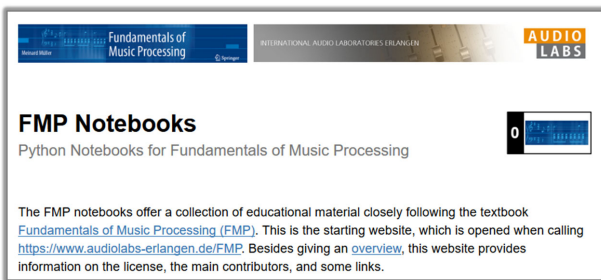 Fundamentals of
Music Processing
Meinard Müller
Springer
INTERNATIONAL AUDIO LABORATORIES ERLANGEN
AUDIO
LABS
FMP Notebooks
0
Python Notebooks for Fundamentals of Music Processing
The FMP notebooks offer a collection of educational material closely following the textbook
Fundamentals of Music Processing (FMP). This is the starting website, which is opened when calling
https://www.audiolabs-erlangen.de/FMP. Besides giving an overview, this website provides
information on the license, the main contributors, and some links.